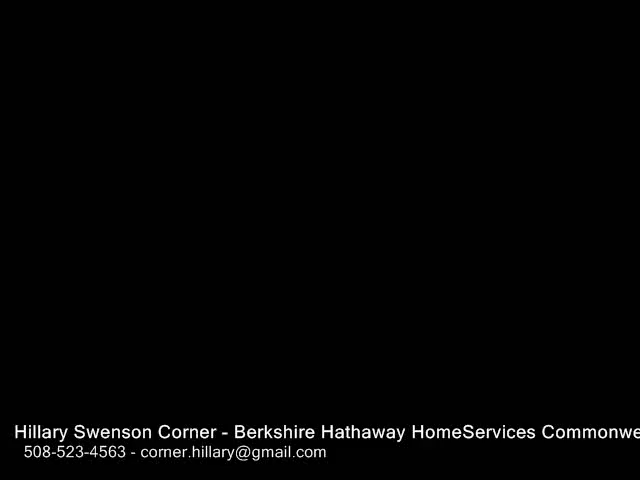 Hillary Swenson Corner - Berkshire Hathaway HomeServices Commonwe
508-523-4563 - corner.hillary@gmail.com